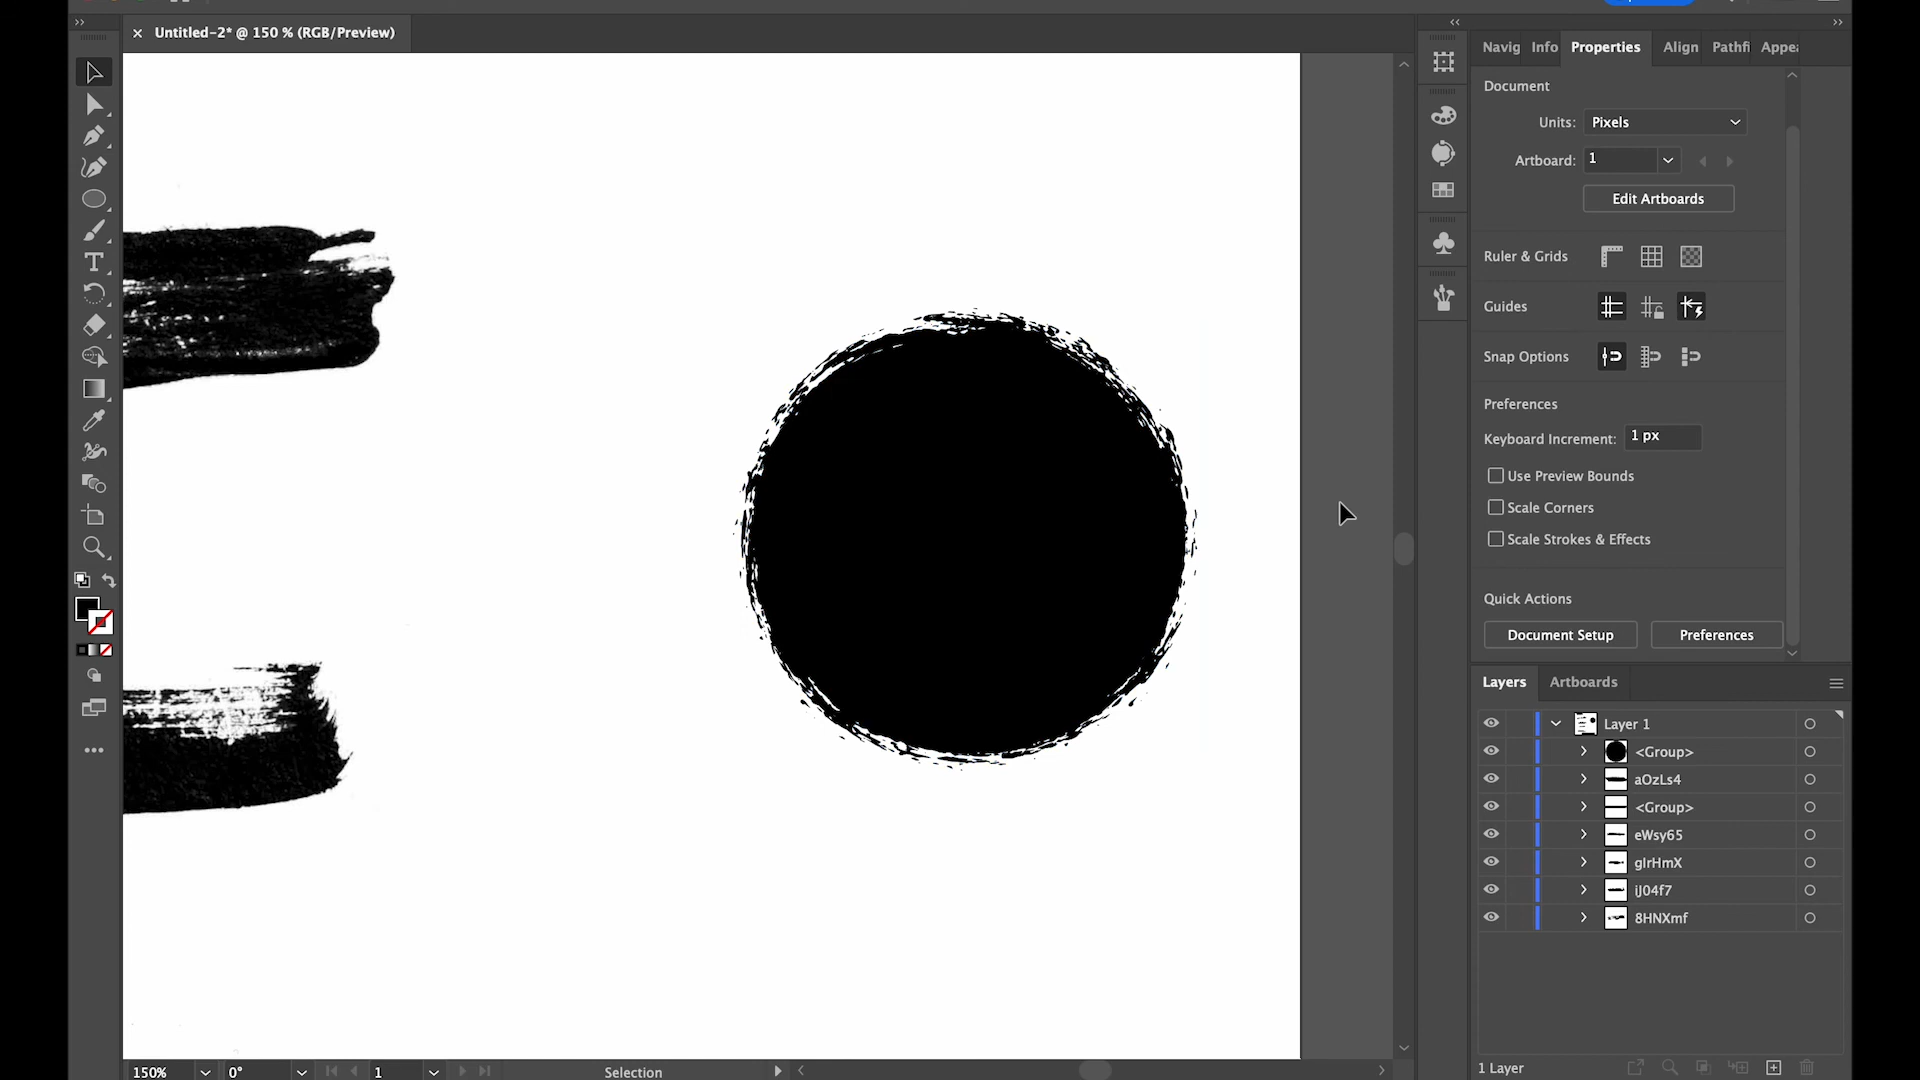 Untitled-2* @ 150 % (RGB/Preview)
Navig Info Properties Align Pathfi Appea
Document
Units: Pixels
Artboard: 1
Edit Artboards
Ruler & Grids
Guides
Snap Options
Preferences
Keyboard Increment: 1 px
Use Preview Bounds
Scale Corners
Scale Strokes & Effects
Quick Actions
Document Setup Preferences
Layers Artboards
Layer 1
<Group>
aOzLs4
<Group>
eWsy65
gIrHmX
iJ04f7
8HNXmf
1 Layer
150% 0° 1 Selection